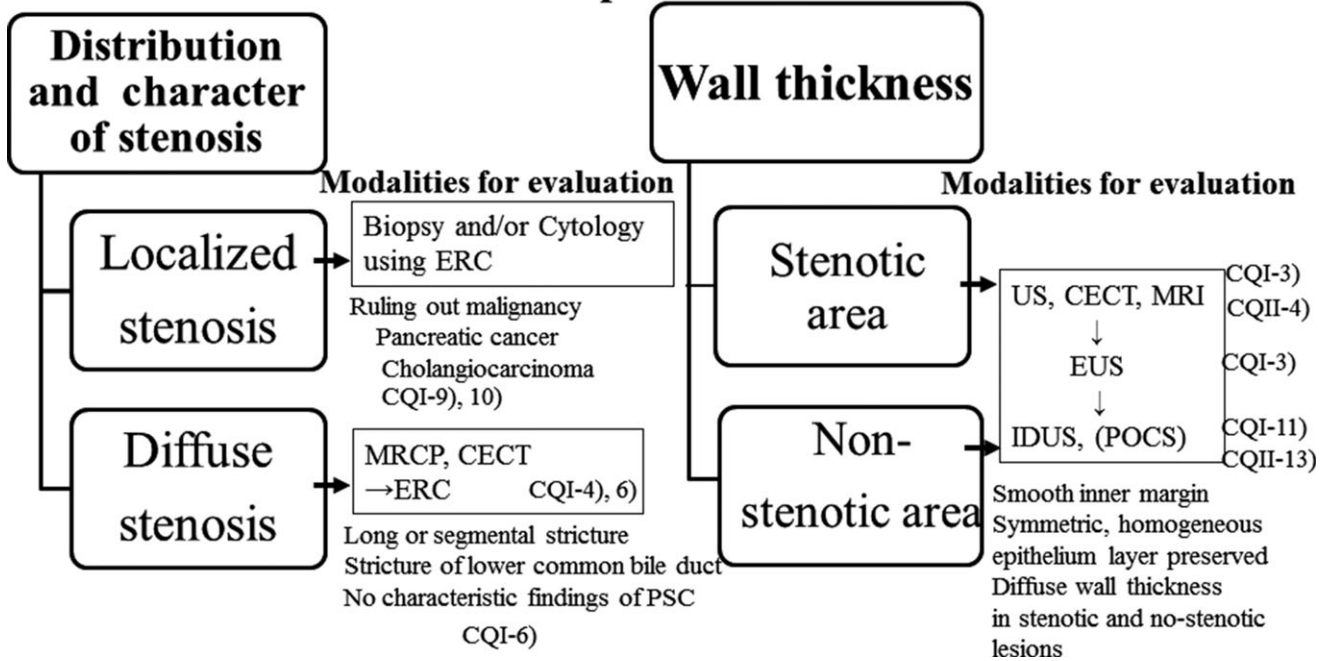 Distribution
and character
of stenosis
Modalities for evaluation
Localized
stenosis
Biopsy and/or Cytology
using ERC
Ruling out malignancy
Pancreatic cancer
Cholangiocarcinoma
CQI-9), 10)
Diffuse
stenosis
MRCP, CECT
→ERC CQI-4), 6)
Long or segmental stricture
Stricture of lower common bile duct
No characteristic findings of PSC
CQI-6)
Wall thickness
Modalities for evaluation
Stenotic
area
Non-
stenotic area
US, CECT, MRI
↓
EUS
↓
IDUS, (POCS)
CQI-3)
CQII-4)
CQI-3)
CQI-11)
CQII-13)
Smooth inner margin
Symmetric, homogeneous
epithelium layer preserved
Diffuse wall thickness
in stenotic and no-stenotic
lesions